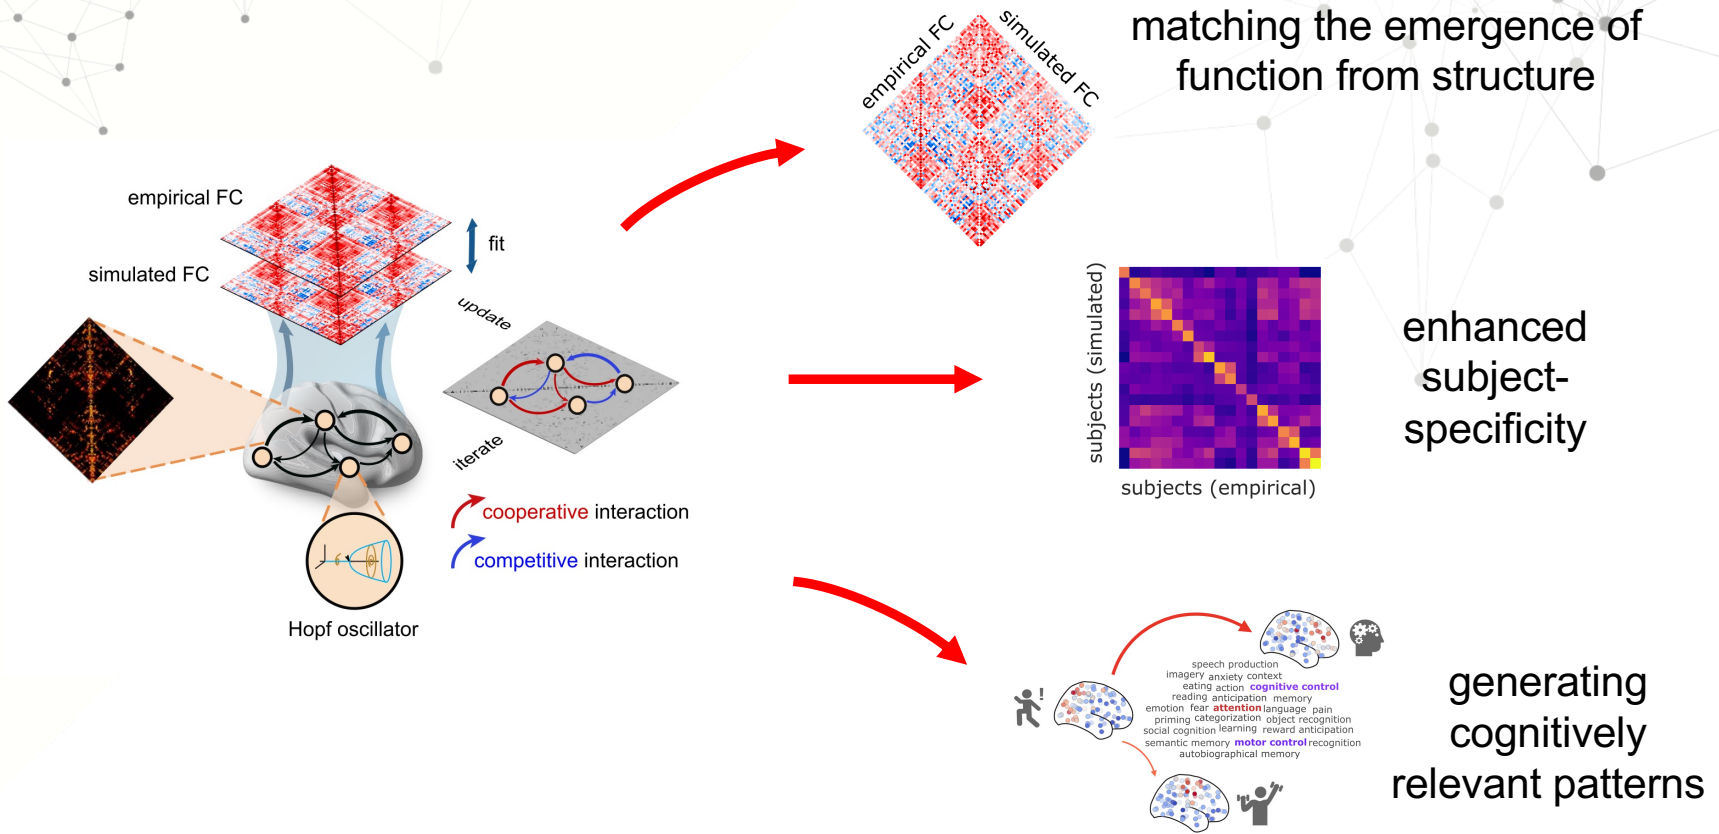 matching the emergence of
function from structure
empirical FC
simulated FC
empirical FC
fit
simulated FC
update
iterate
cooperative interaction
competitive interaction
Hopf oscillator
subjects (simulated)
subjects (empirical)
enhanced
subject-
specificity
!
speech production
imagery anxiety context
eating action cognitive control
reading anticipation memory
emotion fear attention language pain
priming categorization object recognition
social cognition learning reward anticipation
semantic memory motor control recognition
autobiographical memory
generating
cognitively
relevant patterns